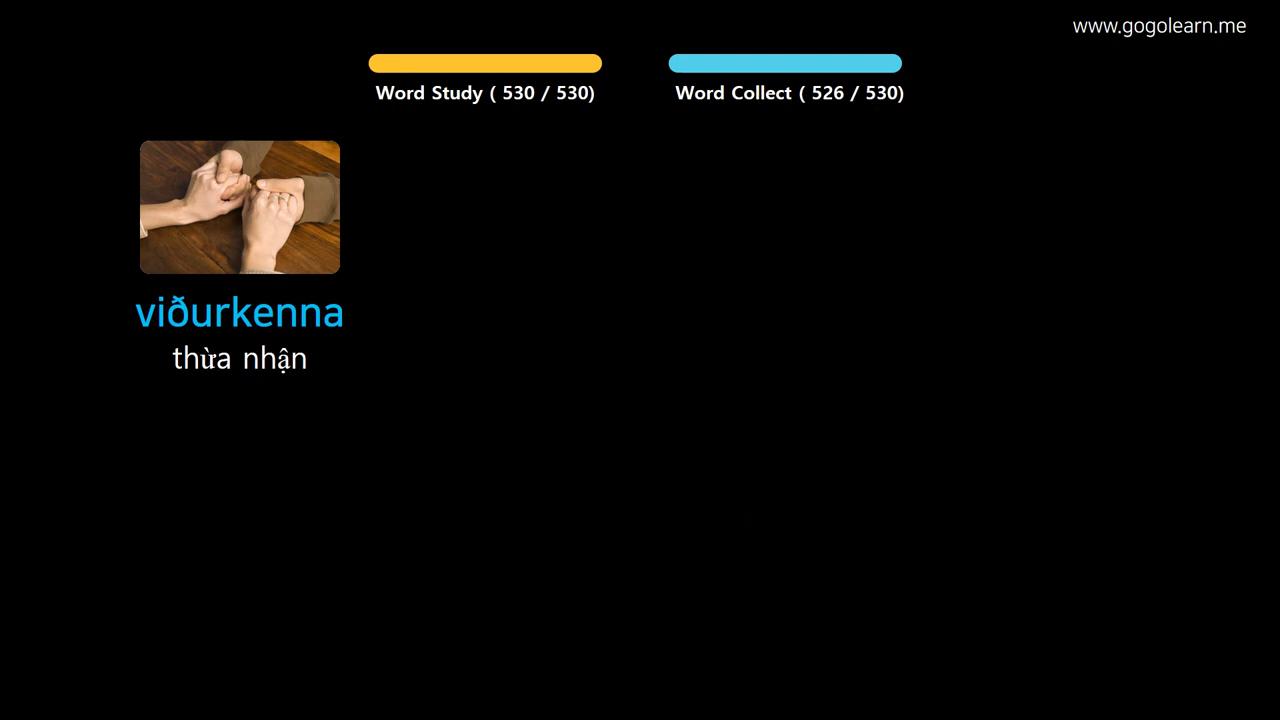 www.gogolearn.me
Word Study ( 530 / 530)
Word Collect ( 526 / 530)
viðurkenna
thừa nhận